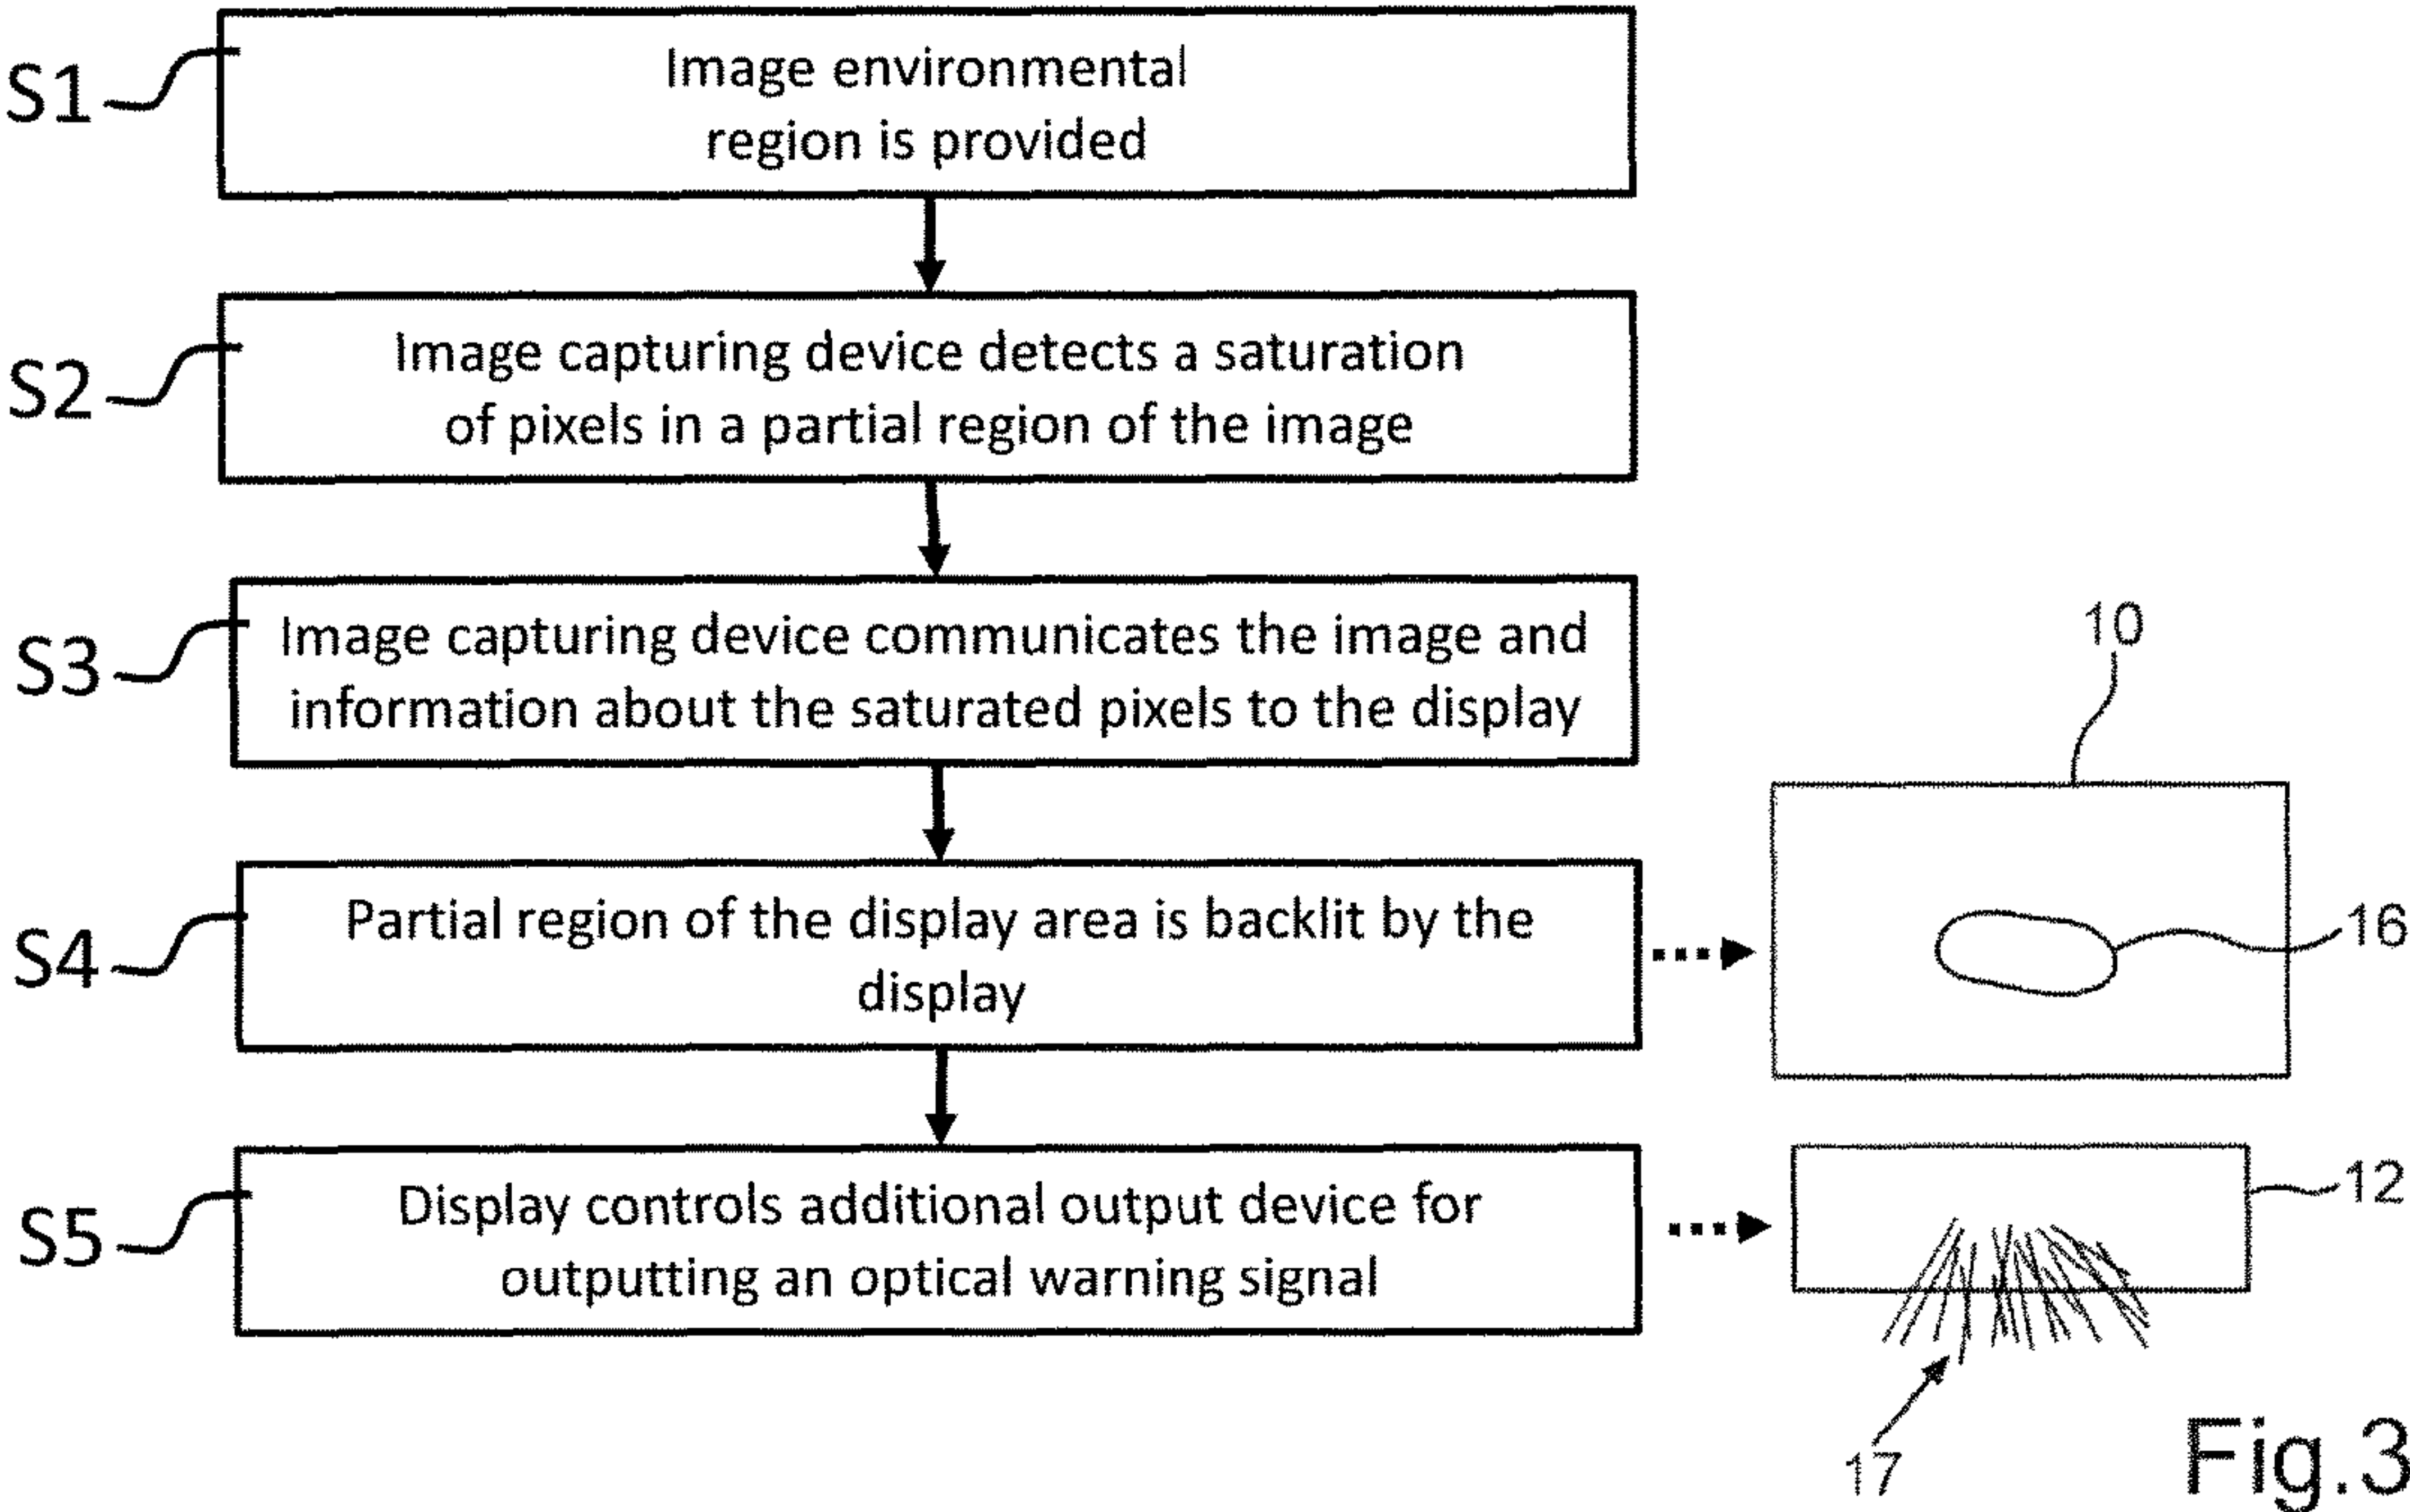 S1
Image environmental
region is provided
S2
Image capturing device detects a saturation
of pixels in a partial region of the image
S3
Image capturing device communicates the image and
information about the saturated pixels to the display
10
S4
Partial region of the display area is backlit by the
display
16
S5
Display controls additional output device for
outputting an optical warning signal
12
17
Fig.3